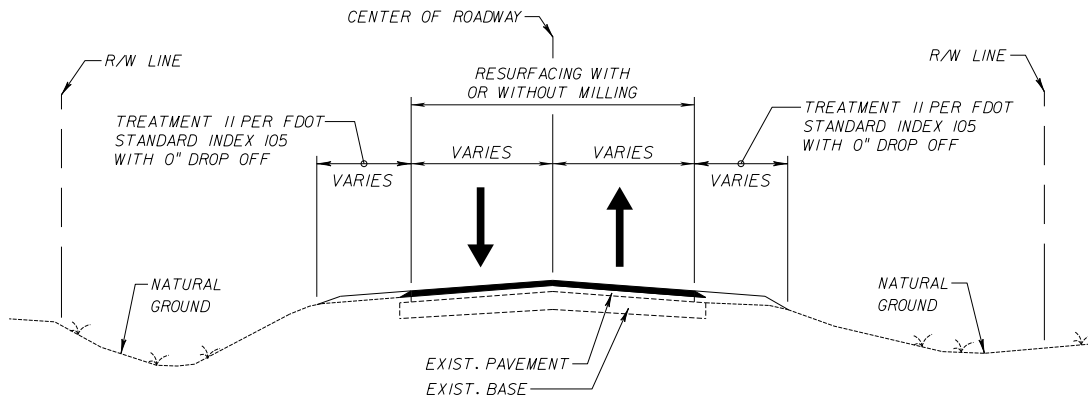 CENTER OF ROADWAY
R/W LINE
R/W LINE
RESURFACING WITH
OR WITHOUT MILLING
TREATMENT II PER FDOT
STANDARD INDEX 105
WITH 0" DROP OFF
TREATMENT II PER FDOT
STANDARD INDEX 105
WITH 0" DROP OFF
VARIES
VARIES
VARIES
VARIES
NATURAL
GROUND
NATURAL
GROUND
EXIST. PAVEMENT
EXIST. BASE